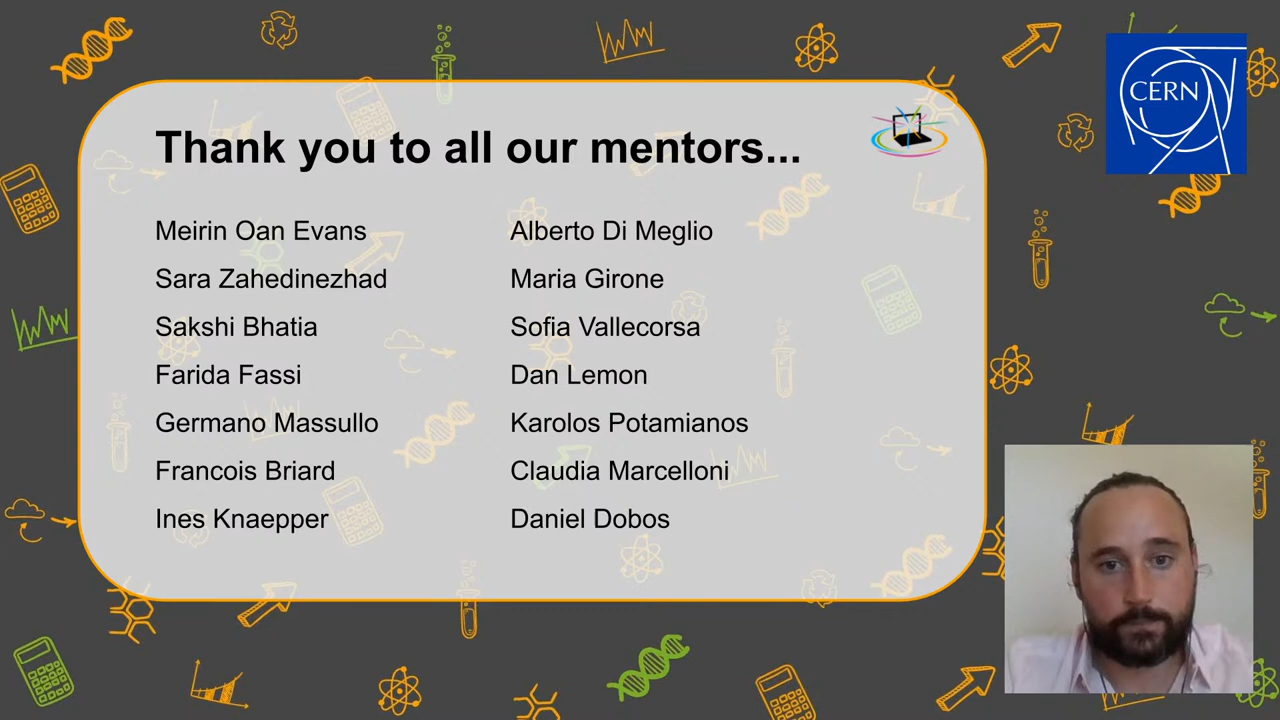 Thank you to all our mentors...
Meirin Oan Evans
Sara Zahedinezhad
Sakshi Bhatia
Farida Fassi
Germano Massullo
Francois Briard
Ines Knaepper
Alberto Di Meglio
Maria Girone
Sofia Vallecorsa
Dan Lemon
Karolos Potamianos
Claudia Marcelloni
Daniel Dobos
CERN